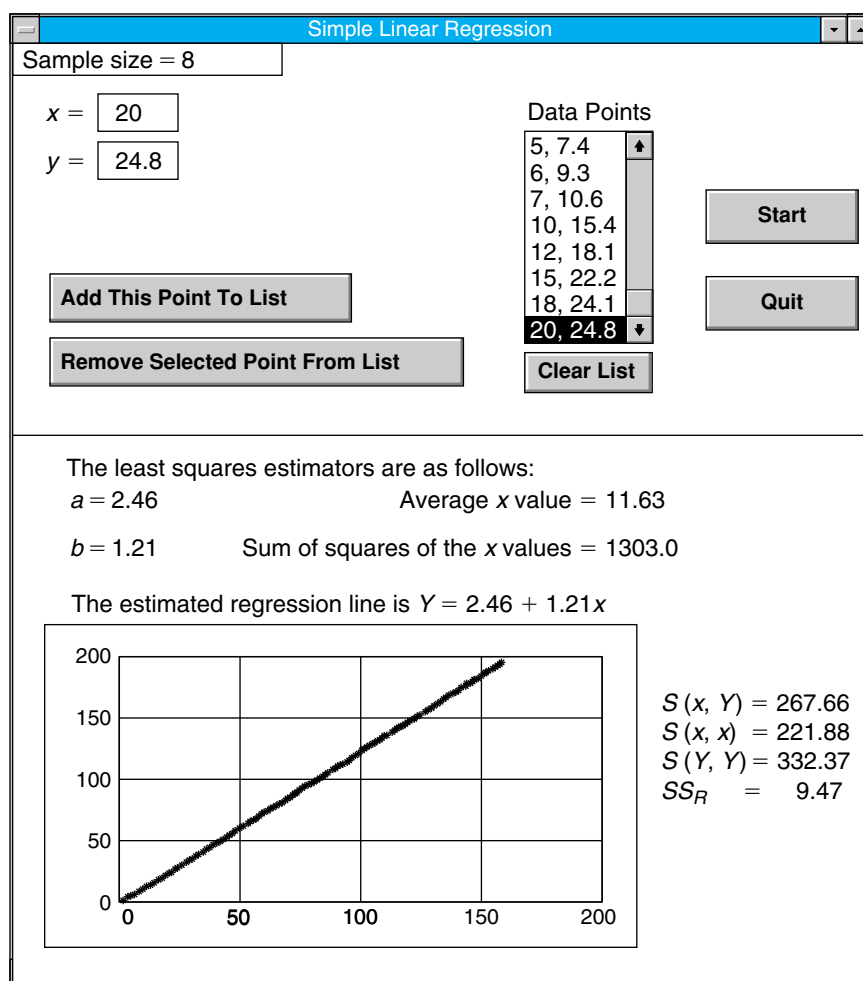 Simple Linear Regression
Sample size = 8
x = 20
y = 24.8
Data Points
5, 7.4
6, 9.3
7, 10.6
10, 15.4
12, 18.1
15, 22.2
18, 24.1
20, 24.8
Start
Quit
Add This Point To List
Remove Selected Point From List
Clear List
The least squares estimators are as follows:
a = 2.46 Average x value = 11.63
b = 1.21 Sum of squares of the x values = 1303.0
The estimated regression line is Y = 2.46 + 1.21x
200
150
100
50
0
0 50 100 150 200
S (x, Y) = 267.66
S (x, x) = 221.88
S (Y, Y) = 332.37
SS_R = 9.47